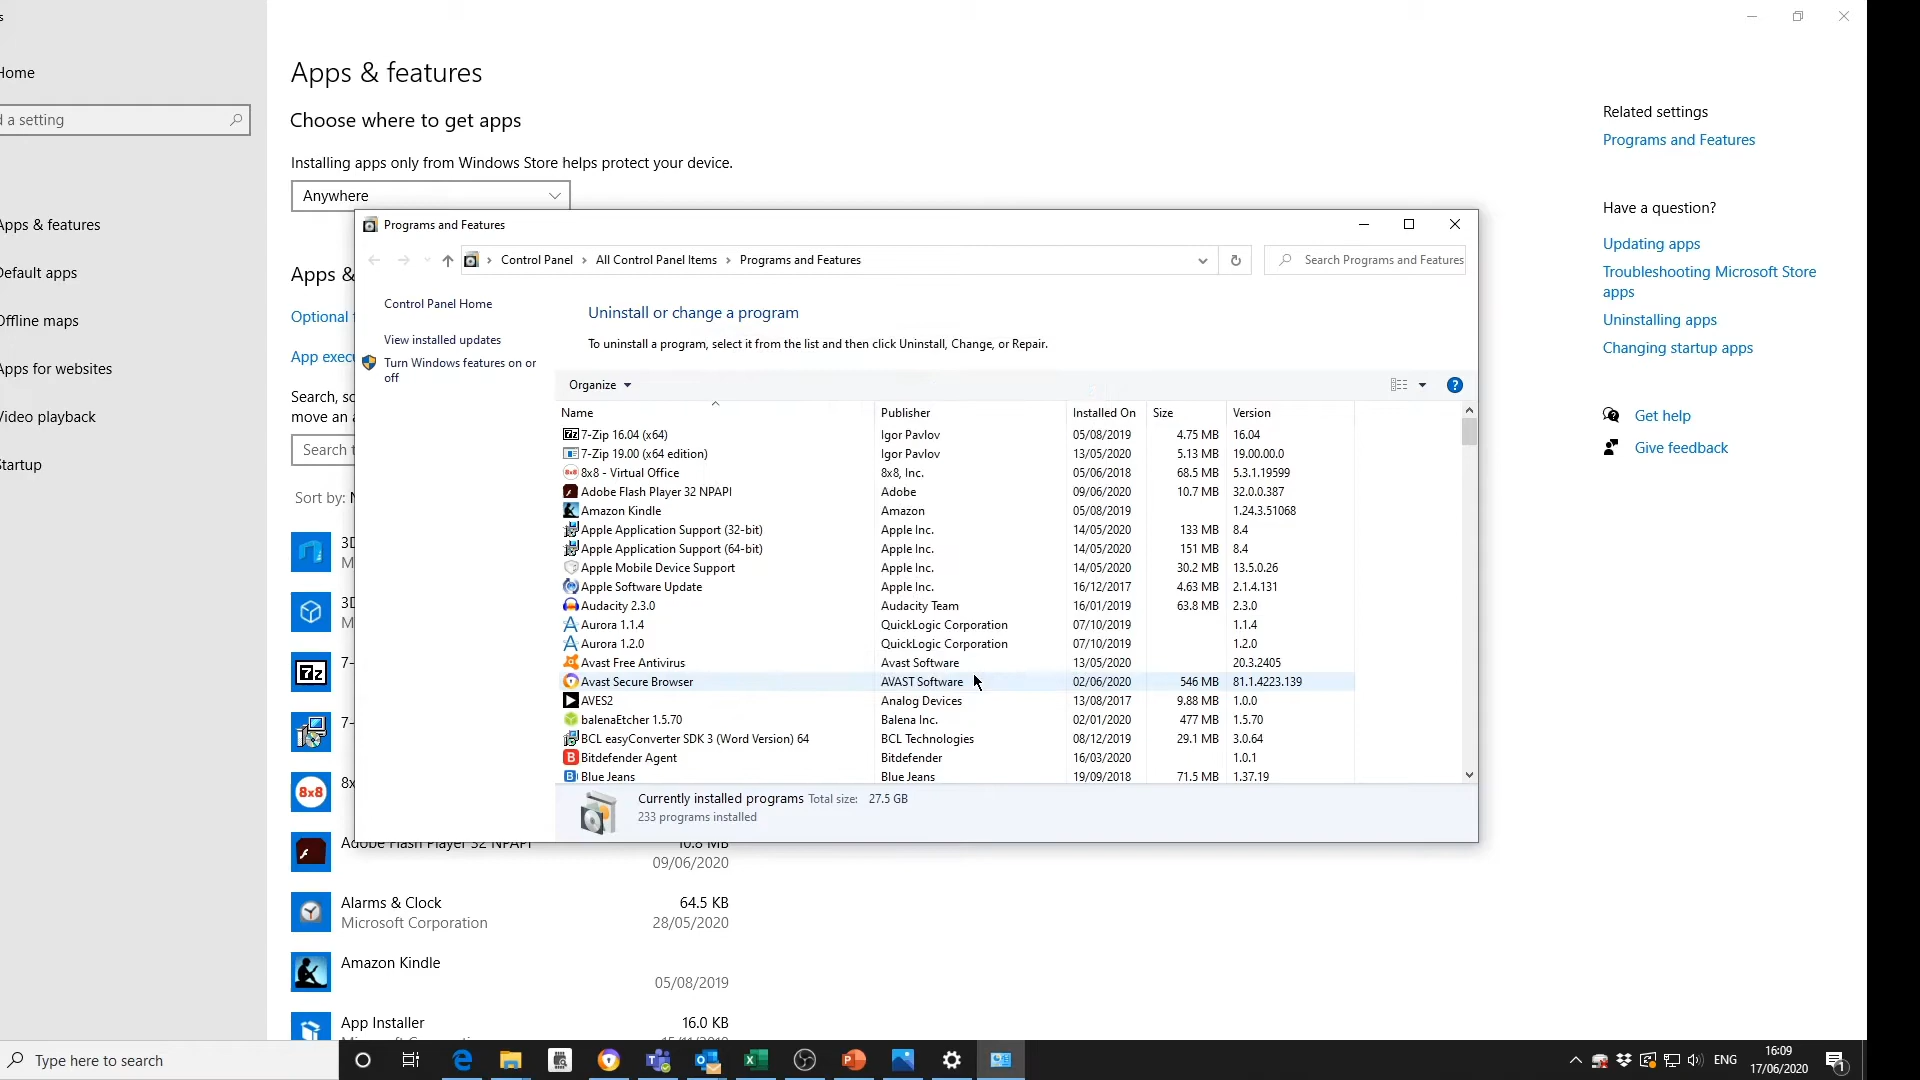 Apps & features
Choose where to get apps
Installing apps only from Windows Store helps protect your device.
Anywhere
Home
a setting
Apps & features
Default apps
Offline maps
Apps for websites
Video playback
Startup
Apps &
Optional
Search, so
move an
Search t
Sort by:
Related settings
Programs and Features
Have a question?
Updating apps
Troubleshooting Microsoft Store
apps
Uninstalling apps
Changing startup apps
Get help
Give feedback
Programs and Features
Control Panel > All Control Panel Items > Programs and Features
Search Programs and Features
Control Panel Home
View installed updates
Turn Windows features on or
off
Uninstall or change a program
To uninstall a program, select it from the list and then click Uninstall, Change, or Repair.
Organize
Name Publisher Installed On Size Version
7-Zip 16.04 (x64) Igor Pavlov 05/08/2019 4.75 MB 16.04
7-Zip 19.00 (x64 edition) Igor Pavlov 13/05/2020 5.13 MB 19.00.00.0
8x8 - Virtual Office 8x8, Inc. 05/06/2018 68.5 MB 5.3.1.19599
Adobe Flash Player 32 NPAPI Adobe 09/06/2020 10.7 MB 32.0.0.387
Amazon Kindle Amazon 05/08/2019 1.24.3.51068
Apple Application Support (32-bit) Apple Inc. 14/05/2020 133 MB 8.4
Apple Application Support (64-bit) Apple Inc. 14/05/2020 151 MB 8.4
Apple Mobile Device Support Apple Inc. 14/05/2020 30.2 MB 13.5.0.26
Apple Software Update Apple Inc. 16/12/2017 4.63 MB 2.1.4.131
Audacity 2.3.0 Audacity Team 16/01/2019 63.8 MB 2.3.0
Aurora 1.1.4 QuickLogic Corporation 07/10/2019 1.1.4
Aurora 1.2.0 QuickLogic Corporation 07/10/2019 1.2.0
Avast Free Antivirus Avast Software 13/05/2020 20.3.2405
Avast Secure Browser AVAST Software 02/06/2020 546 MB 81.1.4223.139
AVES2 Analog Devices 13/08/2017 9.88 MB 1.0.0
balenaEtcher 1.5.70 Balena Inc. 02/01/2020 477 MB 1.5.70
BCL easyConverter SDK 3 (Word Version) 64 BCL Technologies 08/12/2019 29.1 MB 3.0.64
Bitdefender Agent Bitdefender 16/03/2020 1.0.1
Blue Jeans Blue Jeans 19/09/2018 71.5 MB 1.37.19
Currently installed programs Total size: 27.5 GB
233 programs installed
7-
7-
8x8 8x
Adobe Flash Player 32 NPAPI 10.8 MB
09/06/2020
Alarms & Clock 64.5 KB
Microsoft Corporation 28/05/2020
Amazon Kindle
05/08/2019
App Installer 16.0 KB
Type here to search
ENG
16:09
17/06/2020
1